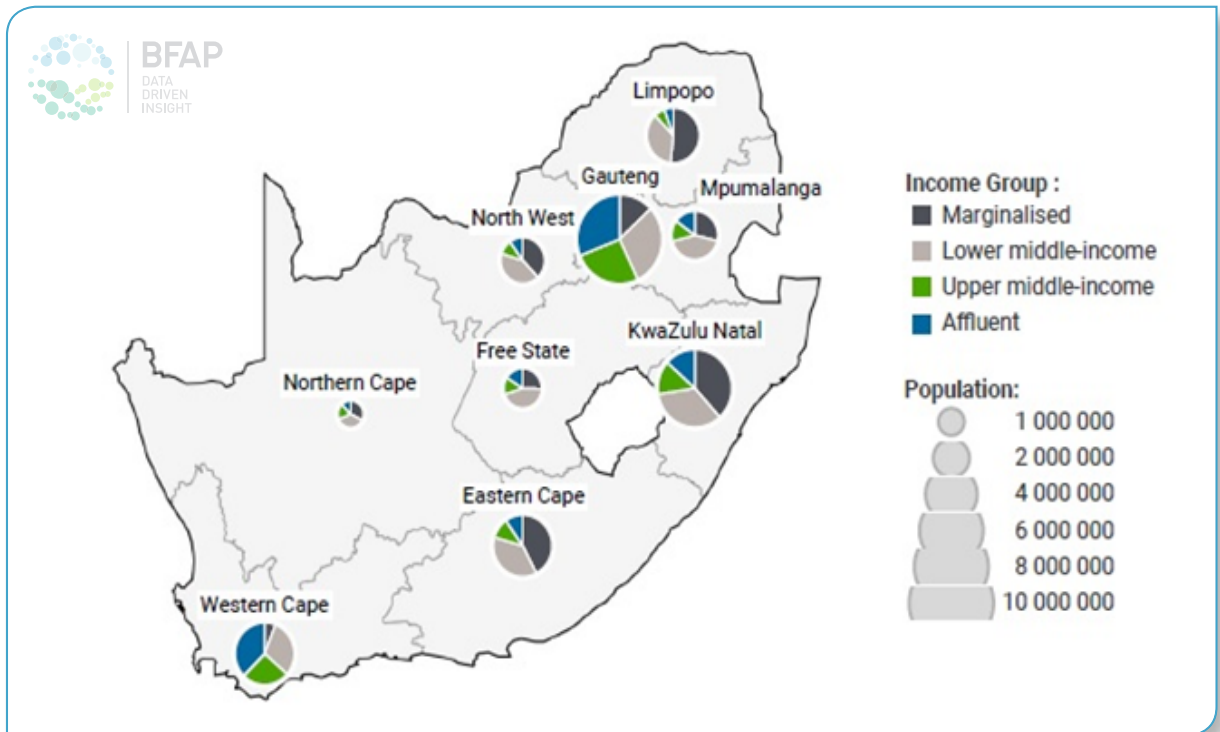 BFAP
DATA
DRIVEN
INSIGHT
Limpopo
Gauteng
Mpumalanga
North West
KwaZulu Natal
Free State
Northern Cape
Eastern Cape
Western Cape
Income Group :
Marginalised
Lower middle-income
Upper middle-income
Affluent
Population:
1 000 000
2 000 000
4 000 000
6 000 000
8 000 000
10 000 000